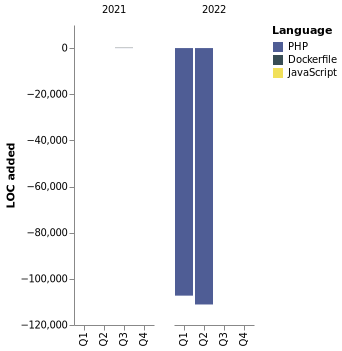 2021 2022
Language
PHP
Dockerfile
JavaScript
LOC added
0
−20,000
−40,000
−60,000
−80,000
−100,000
−120,000
Q1 Q2 Q3 Q4 Q1 Q2 Q3 Q4